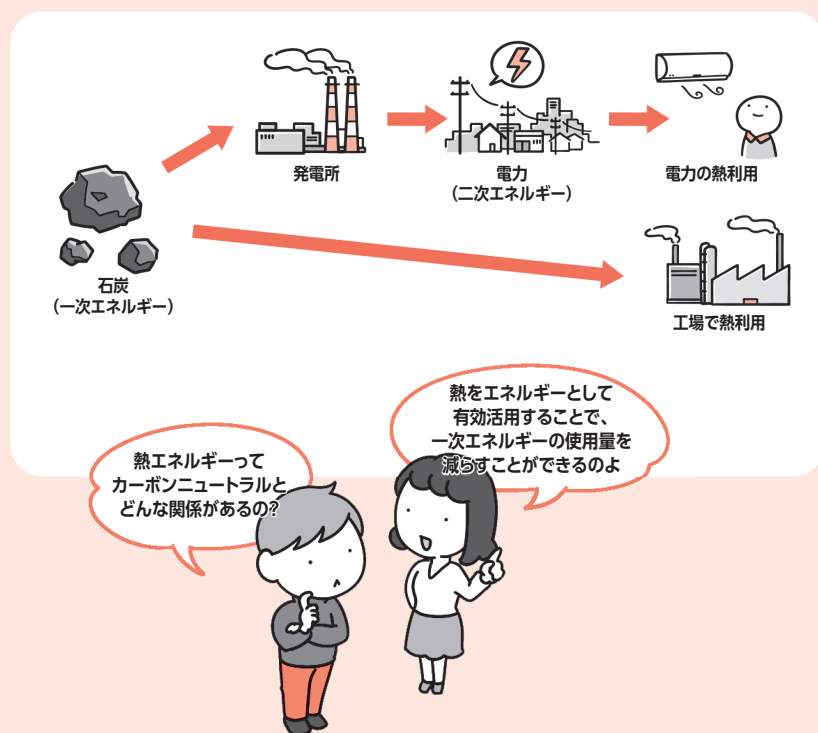 発電所
電力
(二次エネルギー)
電力の熱利用
石炭
(一次エネルギー)
工場で熱利用
熱をエネルギーとして
有効活用することで、
一次エネルギーの使用量を
減らすことができるのよ
熱エネルギーって
カーボンニュートラルと
どんな関係があるの?